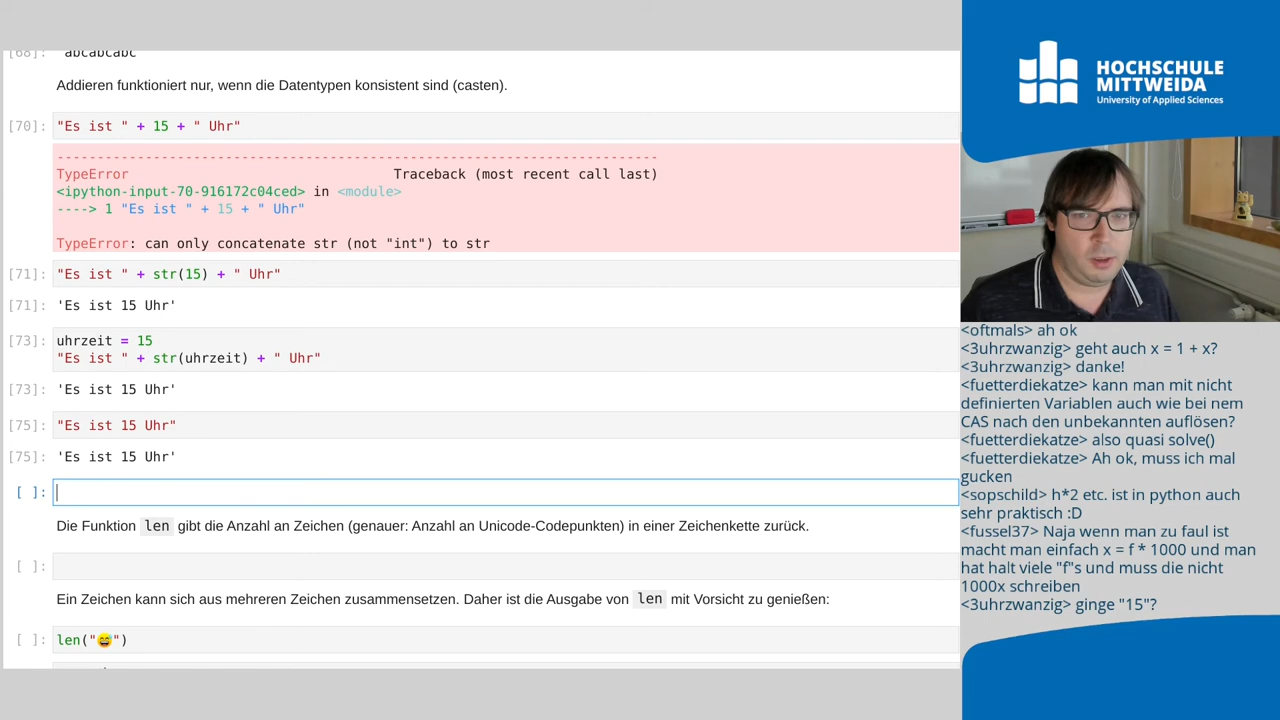 [68]: 'abcabcabc'
Addieren funktioniert nur, wenn die Datentypen konsistent sind (casten).
[70]: "Es ist " + 15 + " Uhr"
---------------------------------------------------------------------------
TypeError Traceback (most recent call last)
<ipython-input-70-916172c04ced> in <module>
----> 1 "Es ist " + 15 + " Uhr"
TypeError: can only concatenate str (not "int") to str
[71]: "Es ist " + str(15) + " Uhr"
[71]: 'Es ist 15 Uhr'
[73]: uhrzeit = 15
"Es ist " + str(uhrzeit) + " Uhr"
[73]: 'Es ist 15 Uhr'
[75]: "Es ist 15 Uhr"
[75]: 'Es ist 15 Uhr'
[ ]:
Die Funktion len gibt die Anzahl an Zeichen (genauer: Anzahl an Unicode-Codepunkten) in einer Zeichenkette zurück.
[ ]:
Ein Zeichen kann sich aus mehreren Zeichen zusammensetzen. Daher ist die Ausgabe von len mit Vorsicht zu genießen:
[ ]: len("😅")
HOCHSCHULE
MITTWEIDA
University of Applied Sciences
<oftmals> ah ok
<3uhrzwanzig> geht auch x = 1 + x?
<3uhrzwanzig> danke!
<fuetterdiekatze> kann man mit nicht
definierten Variablen auch wie bei nem
CAS nach den unbekannten auflösen?
<fuetterdiekatze> also quasi solve()
<fuetterdiekatze> Ah ok, muss ich mal
gucken
<sopschild> h*2 etc. ist in python auch
sehr praktisch :D
<fussel37> Naja wenn man zu faul ist
macht man einfach x = f * 1000 und man
hat halt viele "f"s und muss die nicht
1000x schreiben
<3uhrzwanzig> ginge "15"?